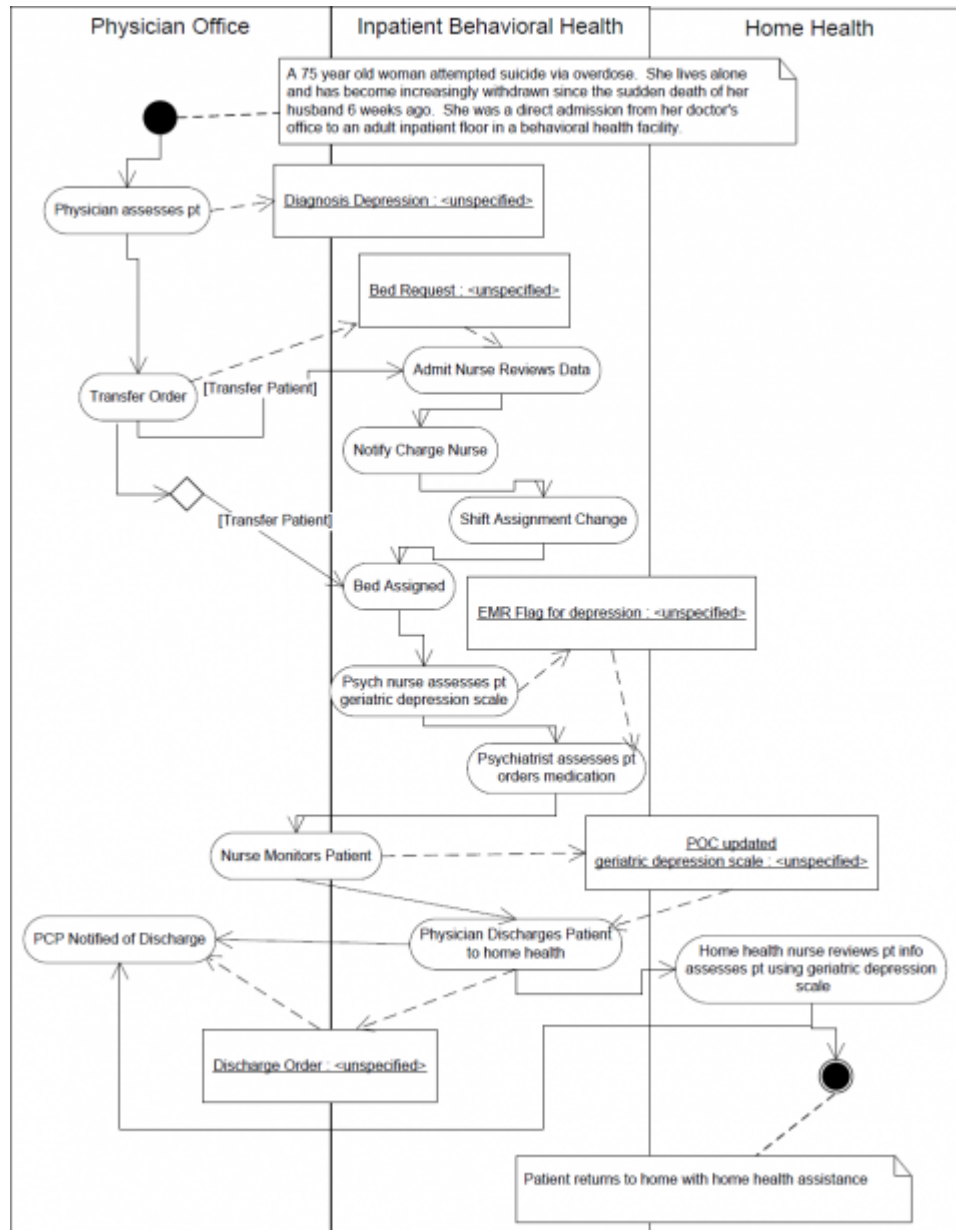 Physician Office
Inpatient Behavioral Health
Home Health
A 75 year old woman attempted suicide via overdose. She lives alone
and has become increasingly withdrawn since the sudden death of her
husband 6 weeks ago. She was a direct admission from her doctor's
office to an adult inpatient floor in a behavioral health facility.
Physician assesses pt
Diagnosis Depression : <unspecified>
Bed Request : <unspecified>
Admit Nurse Reviews Data
Transfer Order
[Transfer Patient]
Notify Charge Nurse
[Transfer Patient]
Shift Assignment Change
Bed Assigned
EMR Flag for depression : <unspecified>
Psych nurse assesses pt
geriatric depression scale
Psychiatrist assesses pt
orders medication
Nurse Monitors Patient
POC updated
geriatric depression scale : <unspecified>
PCP Notified of Discharge
Physician Discharges Patient
to home health
Home health nurse reviews pt info
assesses pt using geriatric depression
scale
Discharge Order : <unspecified>
Patient returns to home with home health assistance